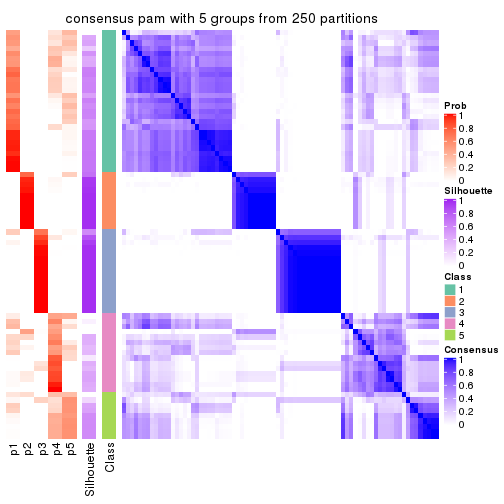 consensus pam with 5 groups from 250 partitions
Prob
1
0.8
0.6
0.4
0.2
0
Silhouette
1
0.8
0.6
0.4
0.2
0
Class
1
2
3
4
5
Consensus
1
0.8
0.6
0.4
0.2
0
p1
p2
p3
p4
p5
Silhouette
Class